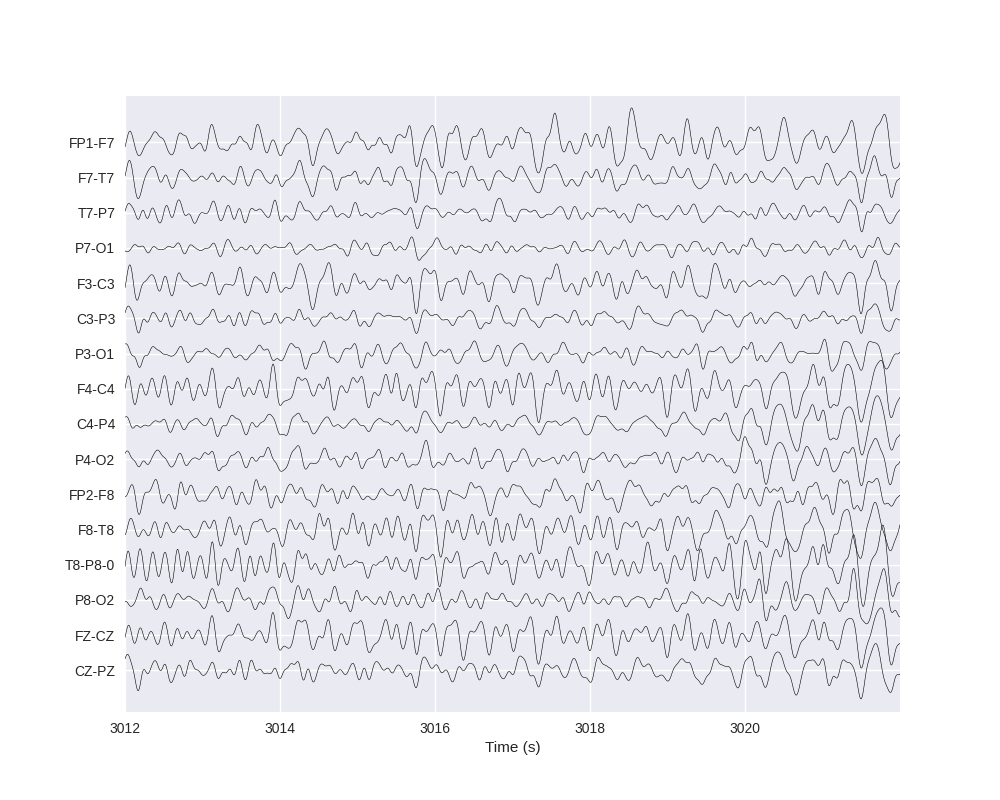 FP1-F7
F7-T7
T7-P7
P7-O1
F3-C3
C3-P3
P3-O1
F4-C4
C4-P4
P4-O2
FP2-F8
F8-T8
T8-P8-0
P8-O2
FZ-CZ
CZ-PZ
3012 3014 3016 3018 3020
Time (s)